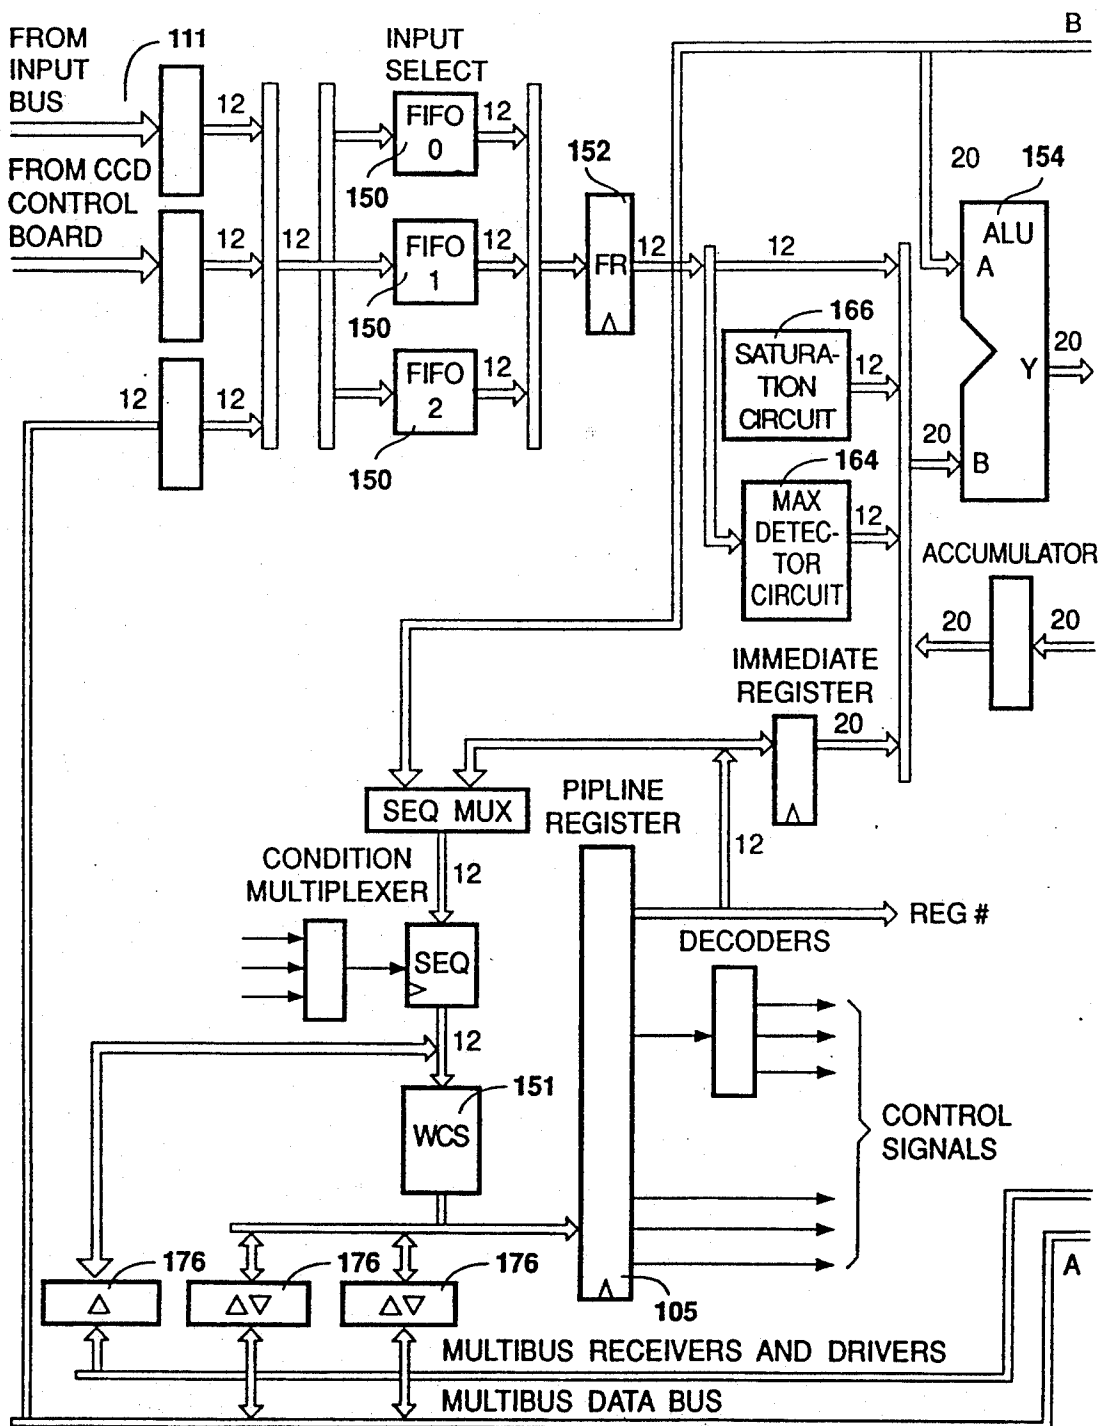 B
FROM
INPUT
BUS
111
INPUT
SELECT
12
FIFO
0
12
150
FROM CCD
CONTROL
BOARD
12
12
FIFO
1
12
150
12
12
FIFO
2
12
150
152
FR
12
12
20
154
ALU
A
Y
20
B
20
166
SATURA-
TION
CIRCUIT
12
164
MAX
DETEC-
TOR
CIRCUIT
12
ACCUMULATOR
20
20
IMMEDIATE
REGISTER
20
SEQ MUX
PIPLINE
REGISTER
12
12
CONDITION
MULTIPLEXER
SEQ
REG #
DECODERS
12
151
WCS
CONTROL
SIGNALS
176
176
176
105
A
MULTIBUS RECEIVERS AND DRIVERS
MULTIBUS DATA BUS